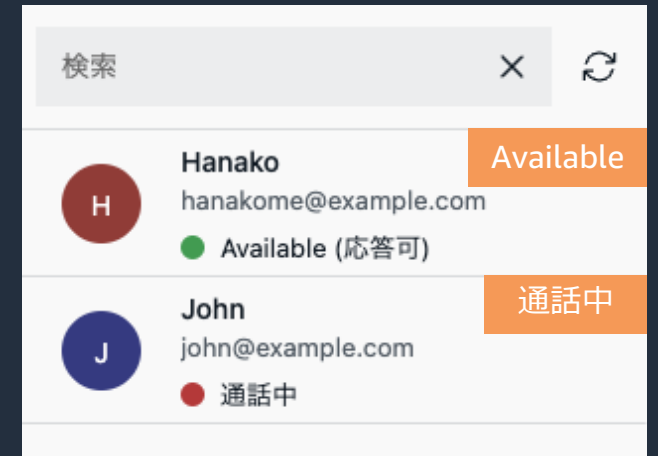 検索
Available
Hanako
H
hanakome@example.com
Available (応答可)
通話中
John
J
john@example.com
通話中